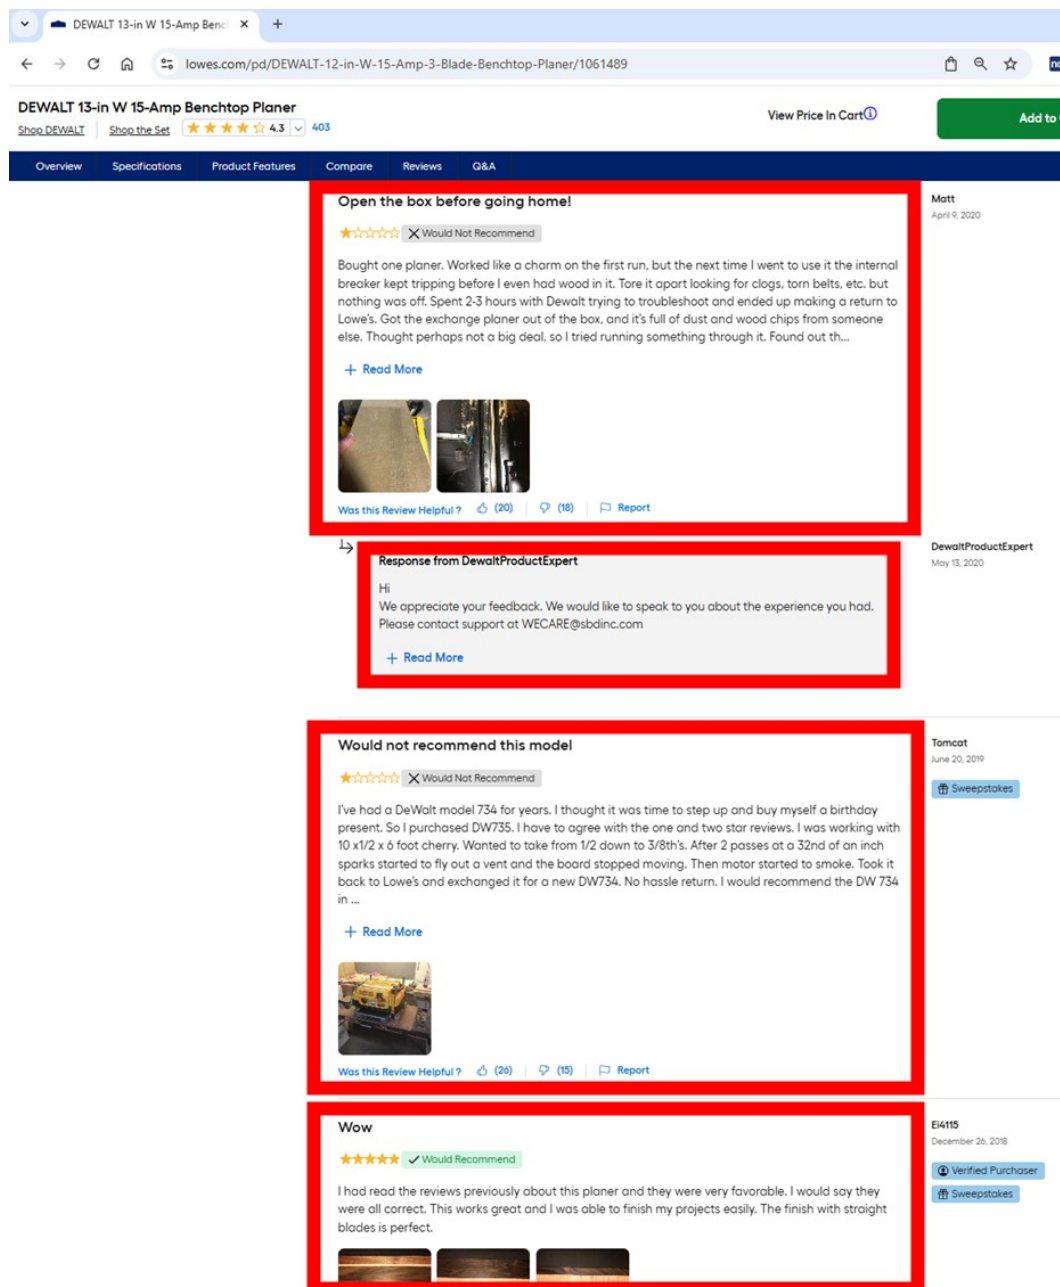 DEWALT 13-in W 15-Amp Benc
lowes.com/pd/DEWALT-12-in-W-15-Amp-3-Blade-Benchtop-Planer/1061489
DEWALT 13-in W 15-Amp Benchtop Planer
Shop DEWALT Shop the Set 4.3 403
View Price In Cart
Add to
Overview Specifications Product Features Compare Reviews Q&A
Open the box before going home!
Would Not Recommend
Bought one planer. Worked like a charm on the first run, but the next time I went to use it the internal
breaker kept tripping before I even had wood in it. Tore it apart looking for clogs, torn belts, etc. but
nothing was off. Spent 2-3 hours with Dewalt trying to troubleshoot and ended up making a return to
Lowe's. Got the exchange planer out of the box, and it's full of dust and wood chips from someone
else. Thought perhaps not a big deal, so I tried running something through it. Found out th...
+ Read More
Was this Review Helpful ? (20) (18) Report
Matt
April 9, 2020
Response from DewaltProductExpert
Hi
We appreciate your feedback. We would like to speak to you about the experience you had.
Please contact support at WECARE@sbdinc.com
+ Read More
DewaltProductExpert
May 13, 2020
Would not recommend this model
Would Not Recommend
I've had a DeWalt model 734 for years. I thought it was time to step up and buy myself a birthday
present. So I purchased DW735. I have to agree with the one and two star reviews. I was working with
10 x1/2 x 6 foot cherry. Wanted to take from 1/2 down to 3/8th's. After 2 passes at a 32nd of an inch
sparks started to fly out a vent and the board stopped moving. Then motor started to smoke. Took it
back to Lowe's and exchanged it for a new DW734. No hassle return. I would recommend the DW 734
in ...
+ Read More
Was this Review Helpful ? (26) (15) Report
Tomcat
June 20, 2019
Sweepstakes
Wow
Would Recommend
I had read the reviews previously about this planer and they were very favorable. I would say they
were all correct. This works great and I was able to finish my projects easily. The finish with straight
blades is perfect.
Ei4115
December 26, 2018
Verified Purchaser
Sweepstakes